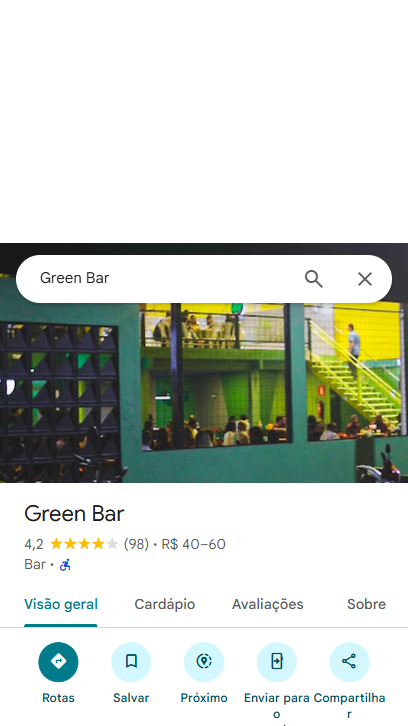 Green Bar
Green Bar
4,2 (98) • R$ 40–60
Bar •
Visão geral Cardápio Avaliações Sobre
Rotas Salvar Próximo Enviar para o Compartilhar